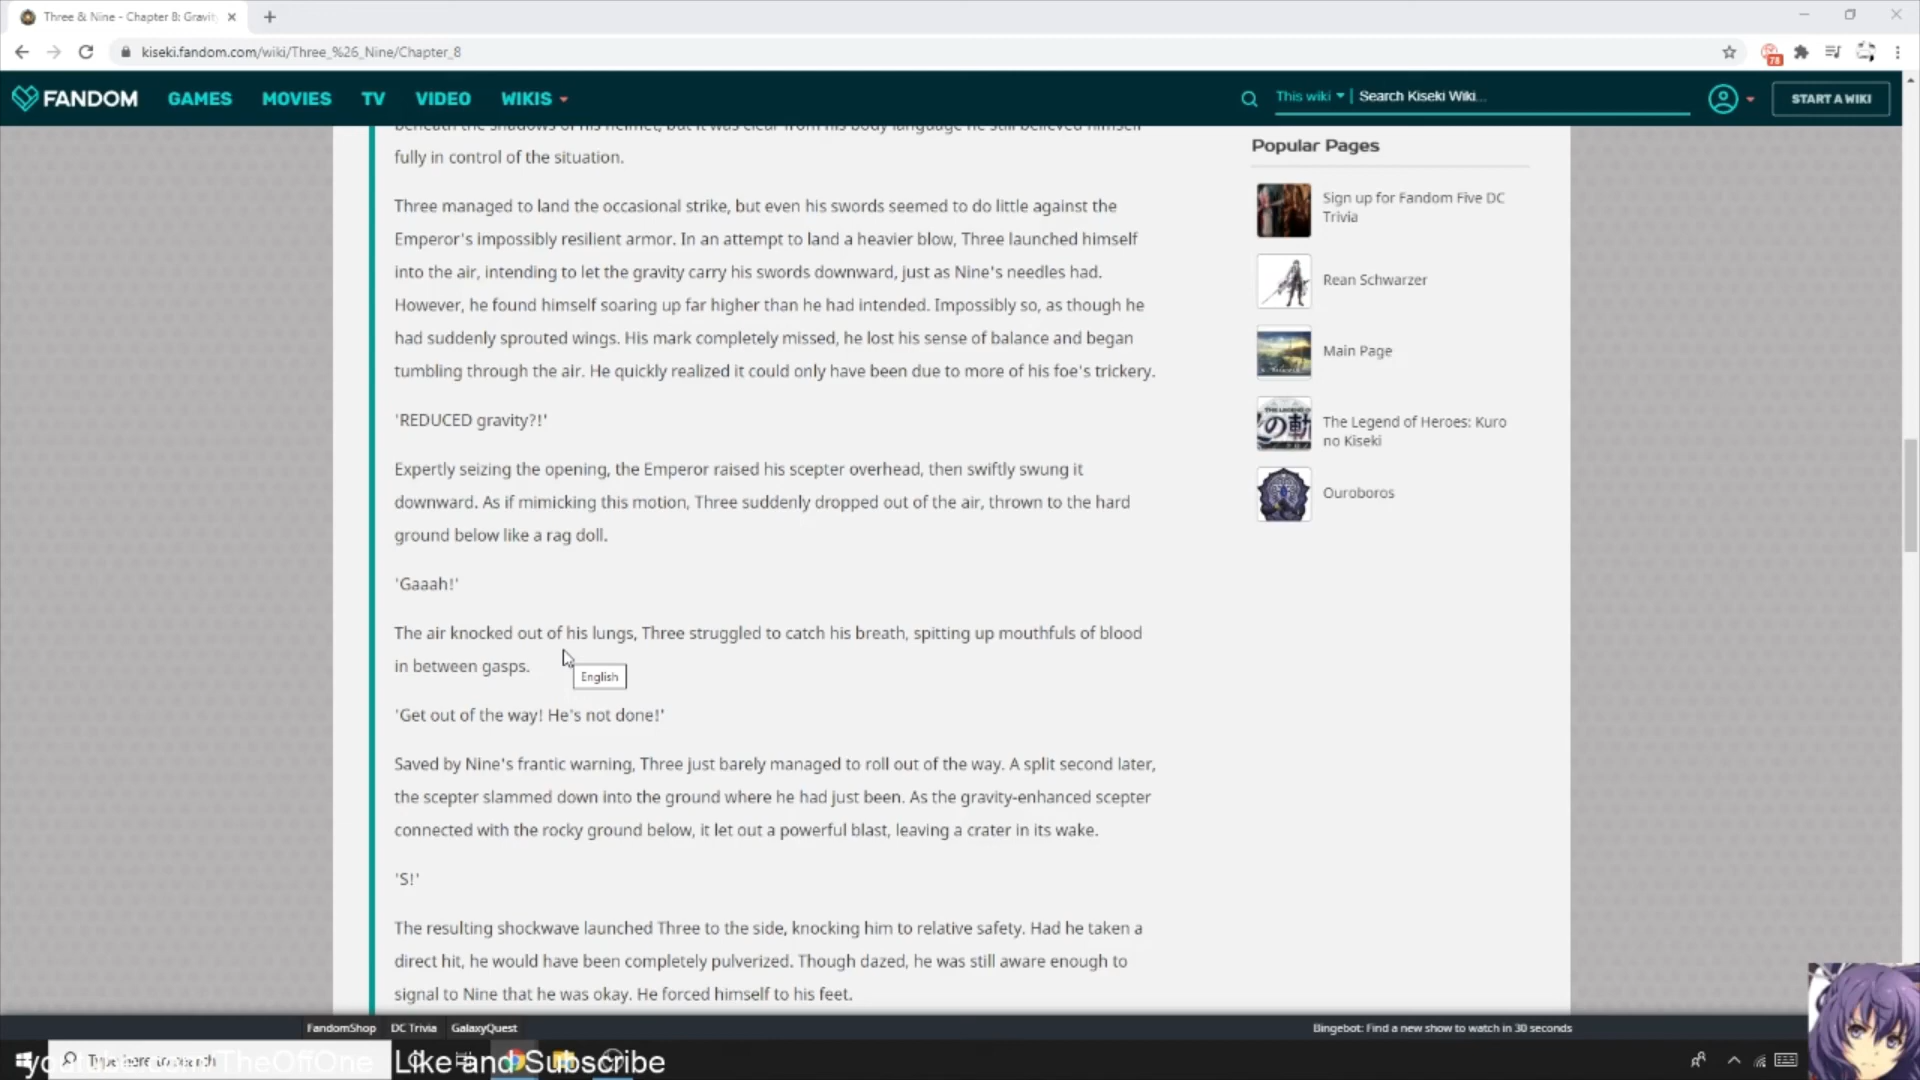 Three & Nine - Chapter 8: Gravit
kiseki.fandom.com/wiki/Three_%26_Nine/Chapter_8
78
FANDOM GAMES MOVIES TV VIDEO WIKIS
This wiki Search Kiseki Wiki... START A WIKI
beneath the shadows of his helmet, but it was clear from his body language he still believed himself
fully in control of the situation.
Three managed to land the occasional strike, but even his swords seemed to do little against the
Emperor's impossibly resilient armor. In an attempt to land a heavier blow, Three launched himself
into the air, intending to let the gravity carry his swords downward, just as Nine's needles had.
However, he found himself soaring up far higher than he had intended. Impossibly so, as though he
had suddenly sprouted wings. His mark completely missed, he lost his sense of balance and began
tumbling through the air. He quickly realized it could only have been due to more of his foe's trickery.
'REDUCED gravity?!'
Expertly seizing the opening, the Emperor raised his scepter overhead, then swiftly swung it
downward. As if mimicking this motion, Three suddenly dropped out of the air, thrown to the hard
ground below like a rag doll.
'Gaaah!'
The air knocked out of his lungs, Three struggled to catch his breath, spitting up mouthfuls of blood
in between gasps.
English
'Get out of the way! He's not done!'
Saved by Nine's frantic warning, Three just barely managed to roll out of the way. A split second later,
the scepter slammed down into the ground where he had just been. As the gravity-enhanced scepter
connected with the rocky ground below, it let out a powerful blast, leaving a crater in its wake.
'S!'
The resulting shockwave launched Three to the side, knocking him to relative safety. Had he taken a
direct hit, he would have been completely pulverized. Though dazed, he was still aware enough to
signal to Nine that he was okay. He forced himself to his feet.
Popular Pages
Sign up for Fandom Five DC
Trivia
Rean Schwarzer
Main Page
の軌
The Legend of Heroes: Kuro
no Kiseki
Ouroboros
FandomShop DC Trivia GalaxyQuest
Bingebot: Find a new show to watch in 30 seconds
Type here to search
youtube.com/TheOffOne Like and Subscribe